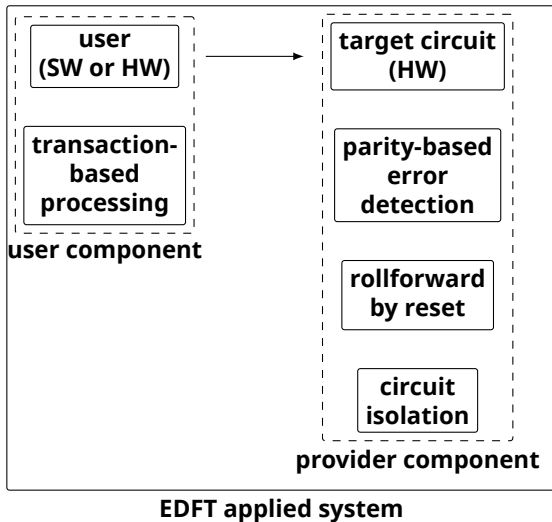 user
(SW or HW)
transaction-
based
processing
user component
target circuit
(HW)
parity-based
error
detection
rollforward
by reset
circuit
isolation
provider component
EDFT applied system